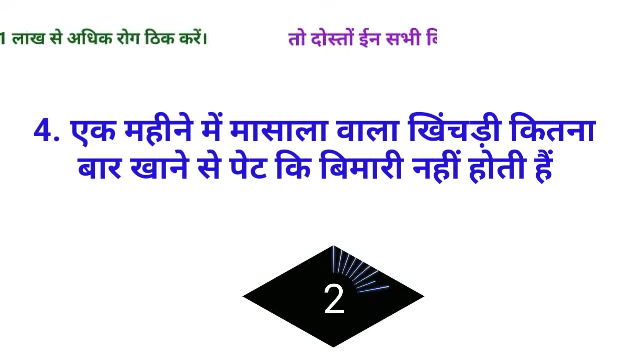 1 लाख से अधिक रोग ठिक करें।
तो दोस्तों ईन सभी
4. एक महीने में मासाला वाला खिंचड़ी कितना
बार खाने से पेट कि बिमारी नहीं होती हैं
2